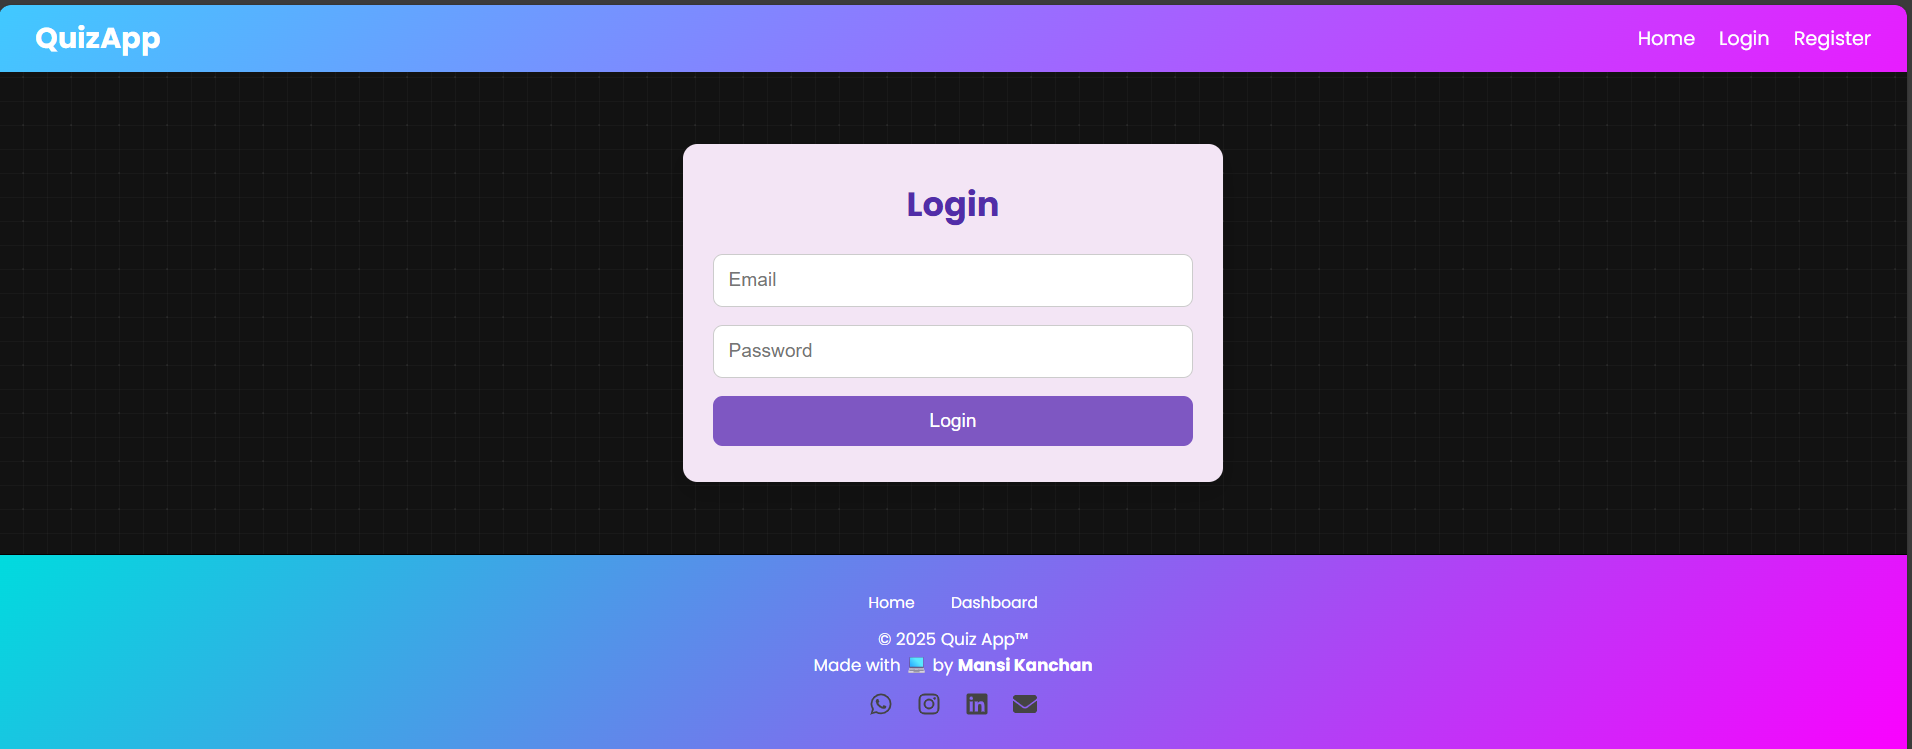 QuizApp
Home Login Register
Login
Email
Password
Login
Home Dashboard
© 2025 Quiz App™
Made with 💻 by Mansi Kanchan